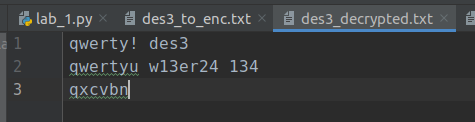 lab_1.py des3_to_enc.txt des3_decrypted.txt
1 qwerty! des3
2 qwertyu w13er24 134
3 qxcvbn